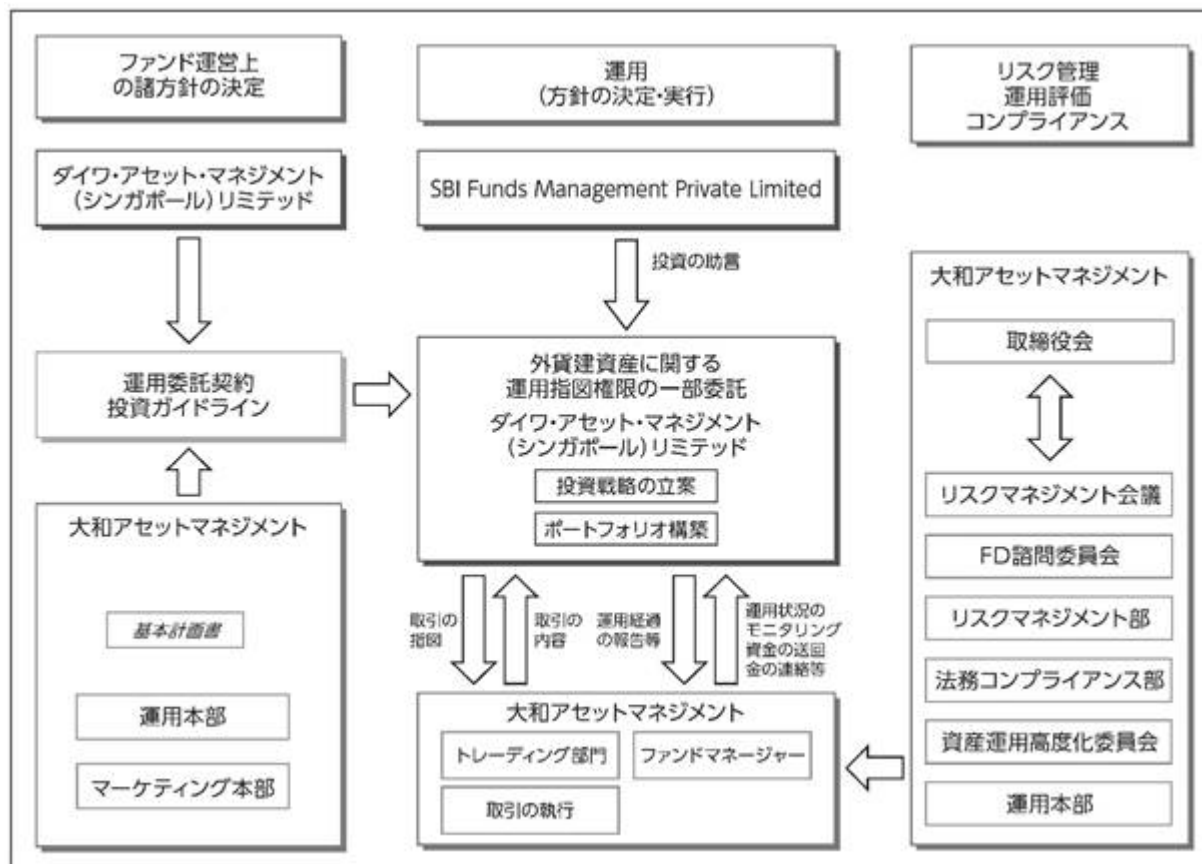 ファンド運営上
の諸方針の決定
ダイワ・アセット・マネジメント
(シンガポール)リミテッド
運用委託契約
投資ガイドライン
大和アセットマネジメント
基本計画書
運用本部
マーケティング本部
運用
(方針の決定・実行)
SBI Funds Management Private Limited
投資の助言
外貨建資産に関する
運用指図権限の一部委託
ダイワ・アセット・マネジメント
(シンガポール)リミテッド
投資戦略の立案
ポートフォリオ構築
取引の
指図
取引の
内容
運用経過
の報告等
運用状況の
モニタリング
資金の送回
金の連絡等
大和アセットマネジメント
トレーディング部門
ファンドマネージャー
取引の執行
リスク管理
運用評価
コンプライアンス
大和アセットマネジメント
取締役会
リスクマネジメント会議
FD諮問委員会
リスクマネジメント部
法務コンプライアンス部
資産運用高度化委員会
運用本部